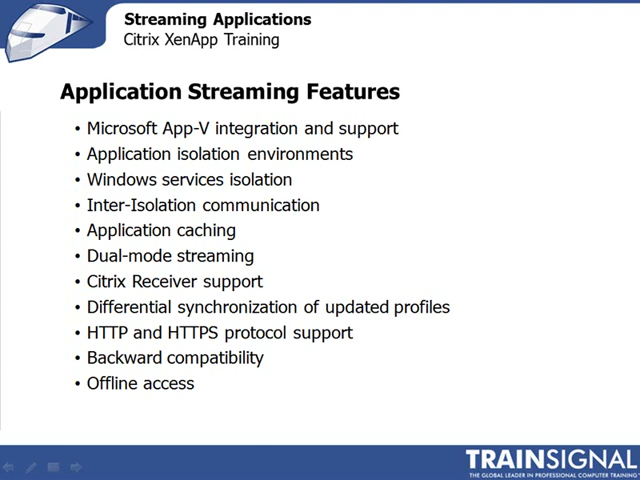 Streaming Applications
Citrix XenApp Training
Application Streaming Features
• Microsoft App-V integration and support
• Application isolation environments
• Windows services isolation
• Inter-Isolation communication
• Application caching
• Dual-mode streaming
• Citrix Receiver support
• Differential synchronization of updated profiles
• HTTP and HTTPS protocol support
• Backward compatibility
• Offline access
TRAINSIGNAL
THE GLOBAL LEADER IN PROFESSIONAL COMPUTER TRAINING